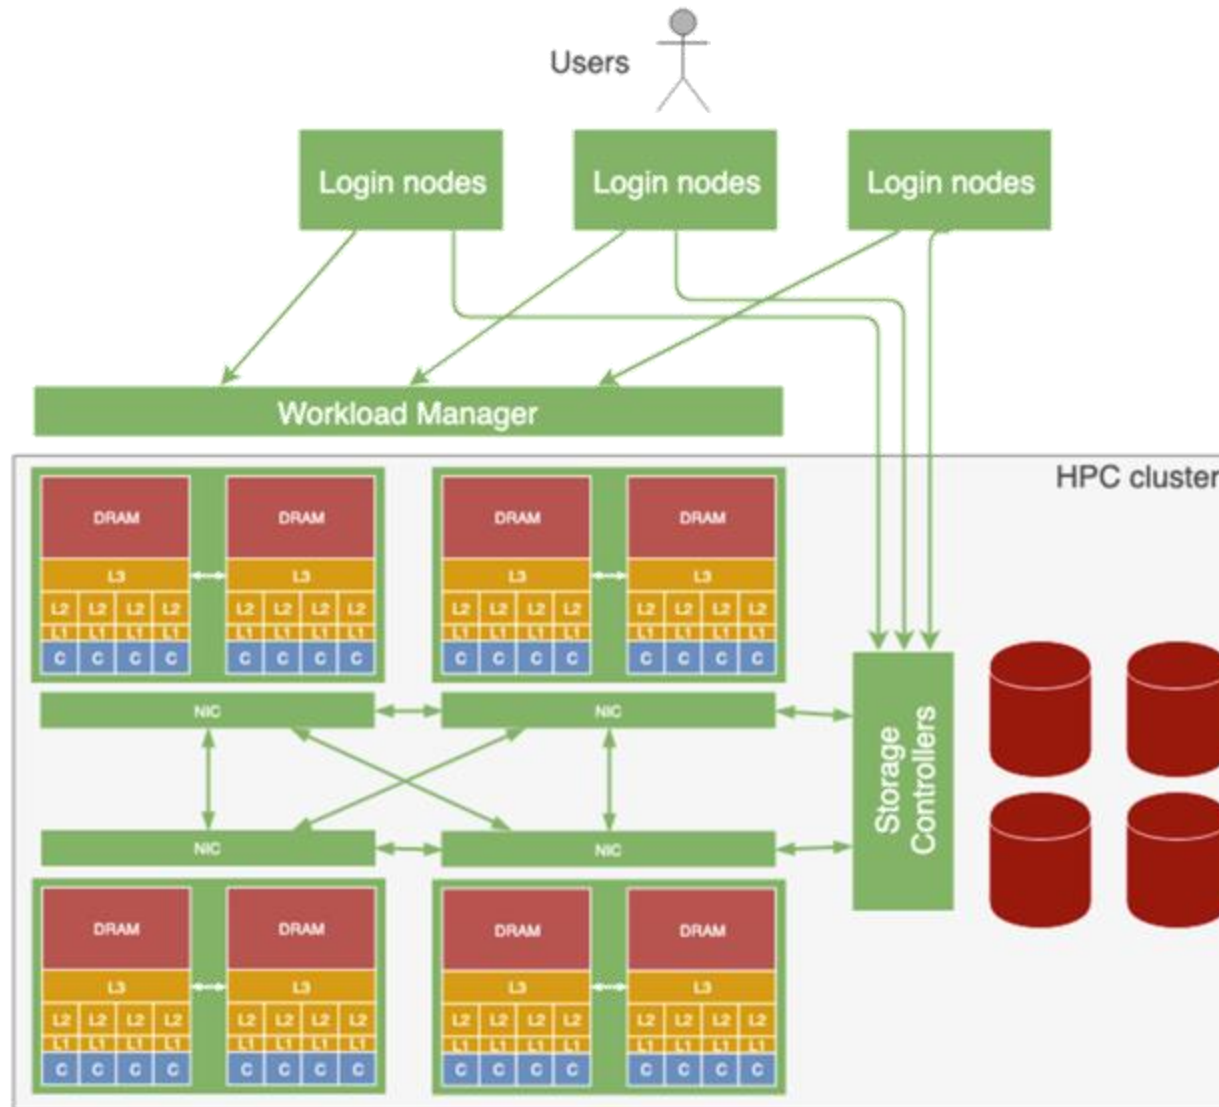 Users
Login nodes Login nodes Login nodes
Workload Manager
HPC cluster
DRAM DRAM DRAM DRAM
L3 L3 L3 L3
L2 L2 L2 L2 L2 L2 L2 L2 L2 L2 L2 L2 L2 L2 L2 L2
L1 L1 L1 L1 L1 L1 L1 L1 L1 L1 L1 L1 L1 L1 L1 L1
C C C C C C C C C C C C C C C C
NIC NIC
Storage
Controllers
NIC NIC
DRAM DRAM DRAM DRAM
L3 L3 L3 L3
L2 L2 L2 L2 L2 L2 L2 L2 L2 L2 L2 L2 L2 L2 L2 L2
L1 L1 L1 L1 L1 L1 L1 L1 L1 L1 L1 L1 L1 L1 L1 L1
C C C C C C C C C C C C C C C C